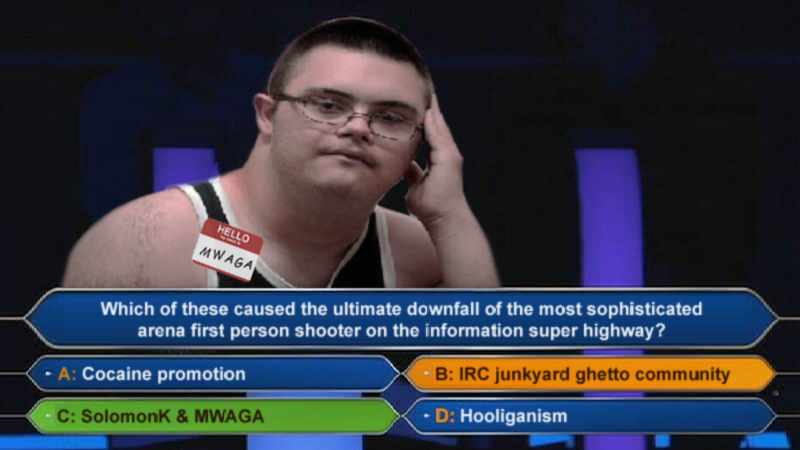 HELLO
MWAGA
Which of these caused the ultimate downfall of the most sophisticated
arena first person shooter on the information super highway?
A: Cocaine promotion
B: IRC junkyard ghetto community
C: SolomonK & MWAGA
D: Hooliganism